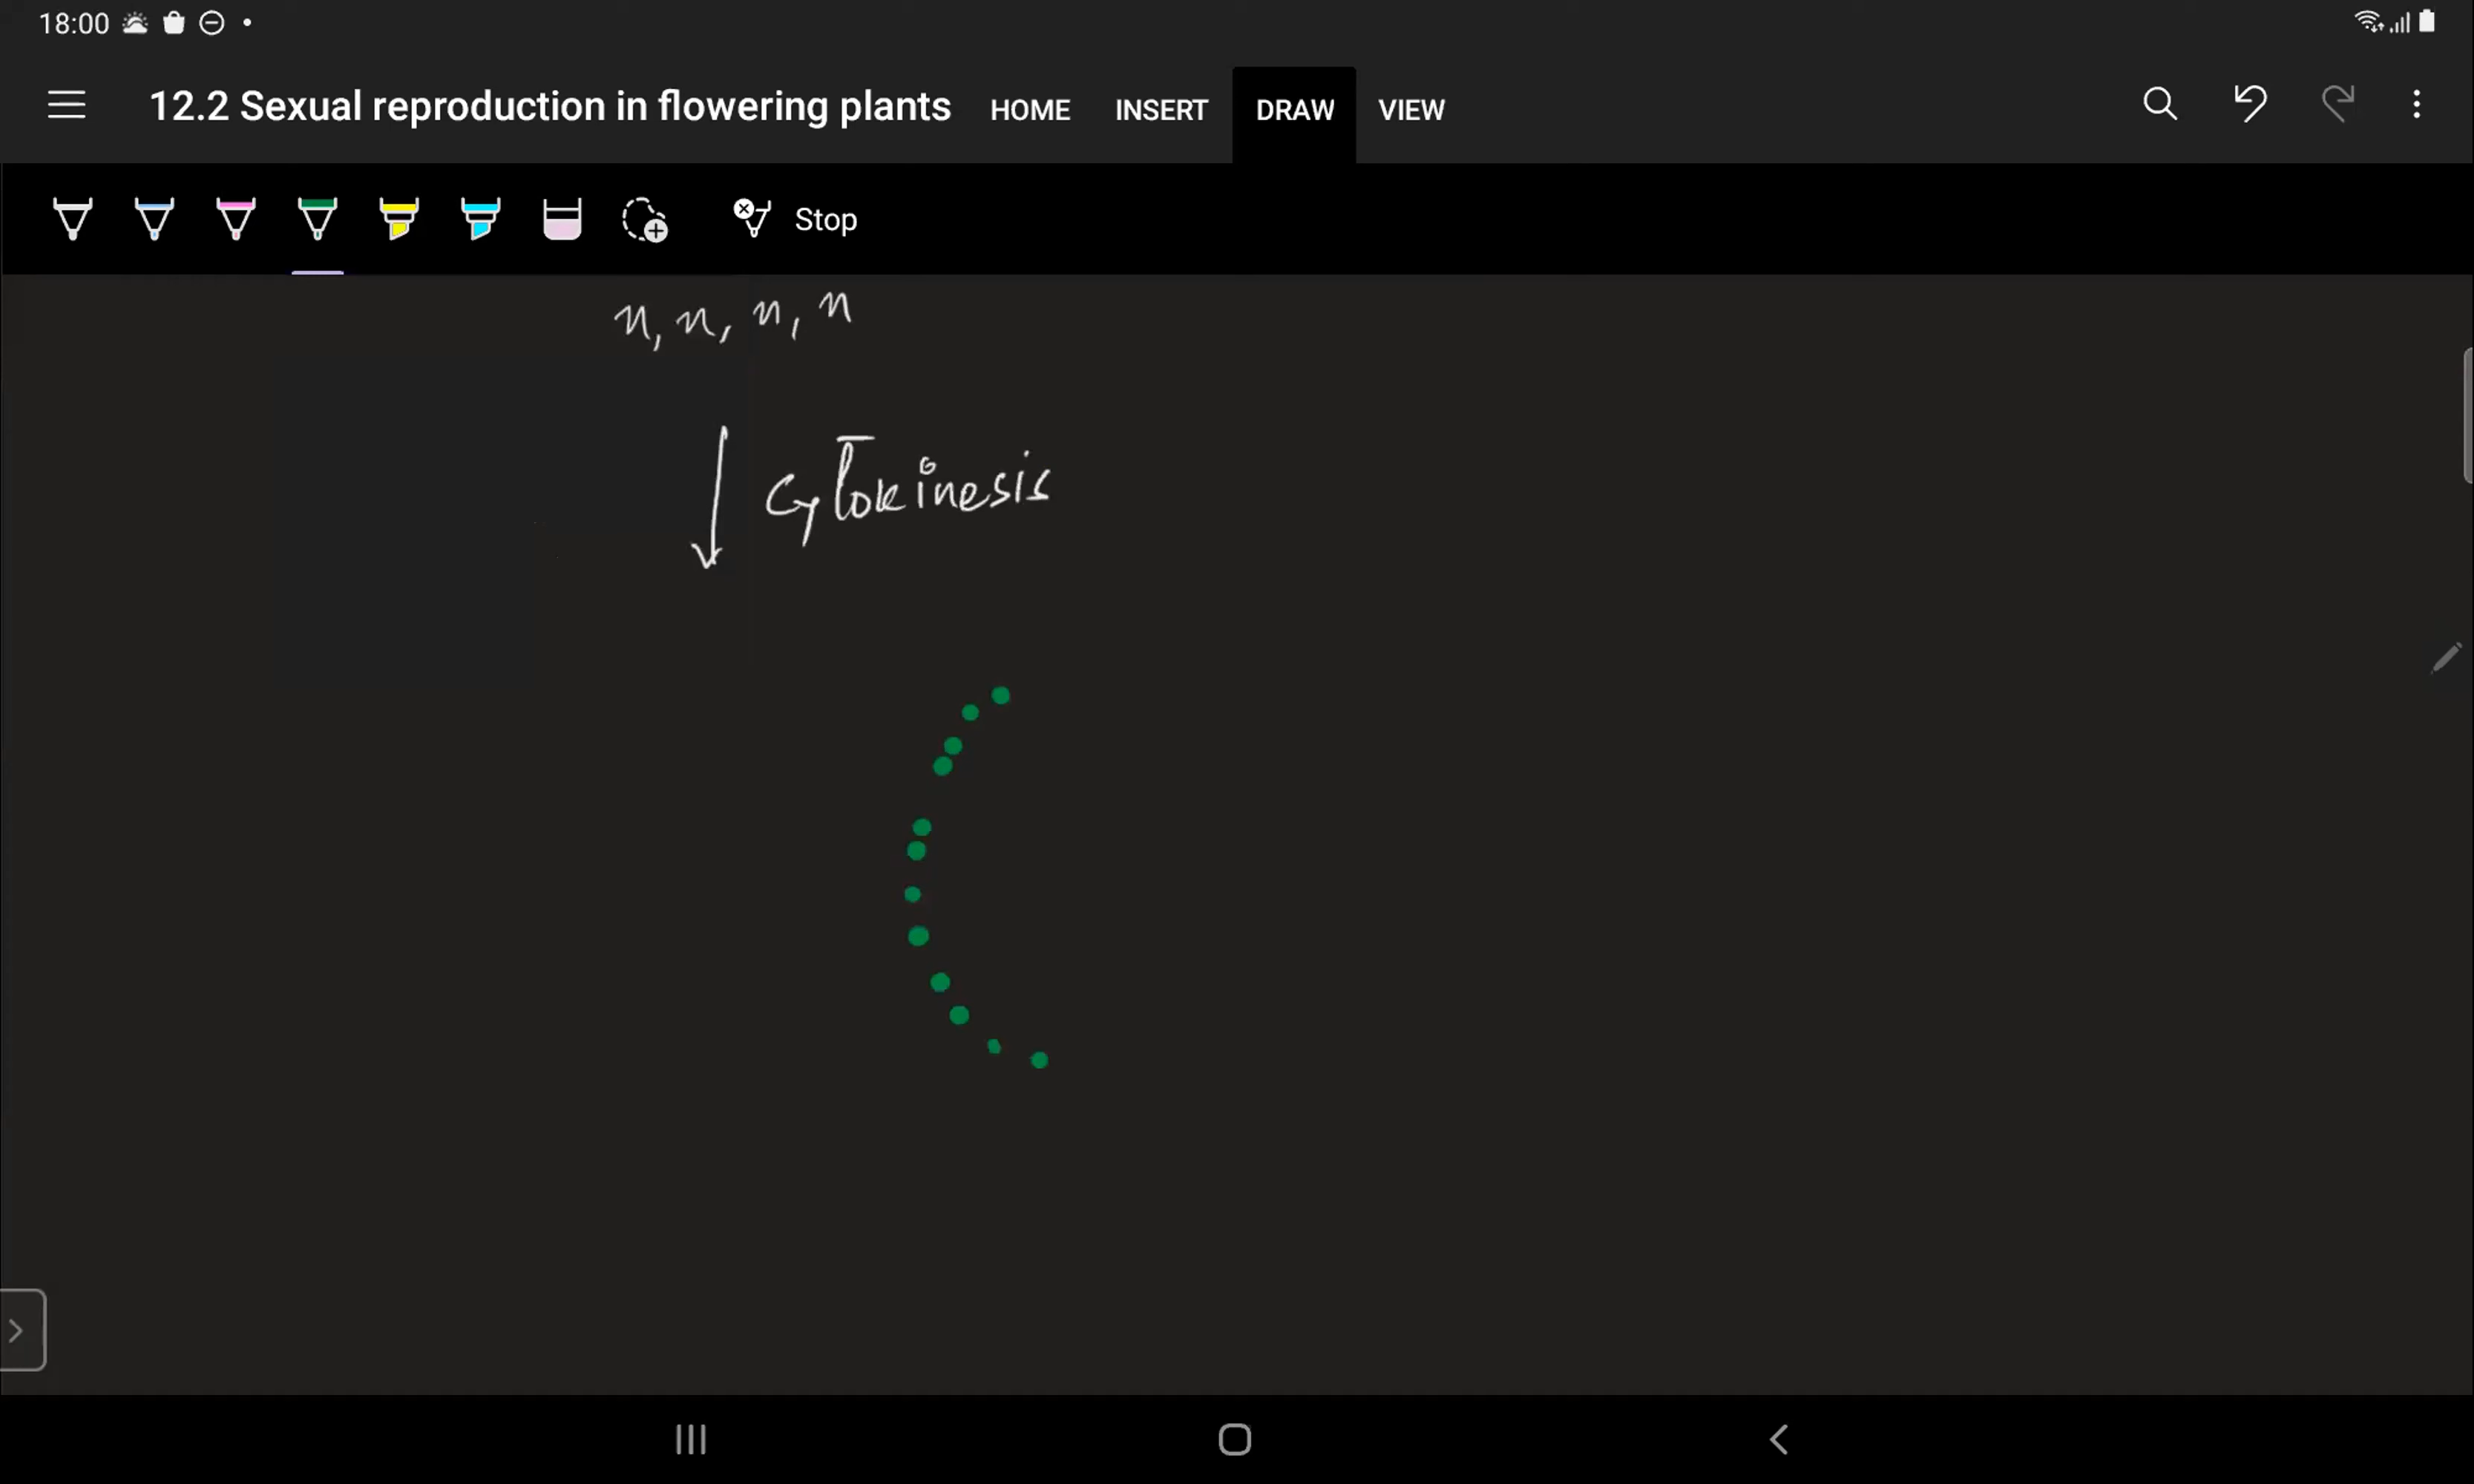 18:00
12.2 Sexual reproduction in flowering plants HOME INSERT DRAW VIEW
Stop
n, n, n, n
Cytokinesis